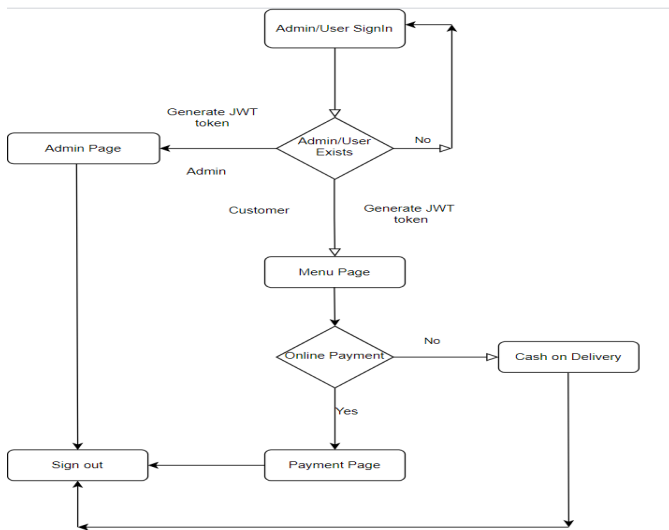 Admin/User SignIn
Generate JWT
token
Admin/User
Exists
No
Admin Page
Admin
Customer
Generate JWT
token
Menu Page
Online Payment
No
Cash on Delivery
Yes
Sign out
Payment Page